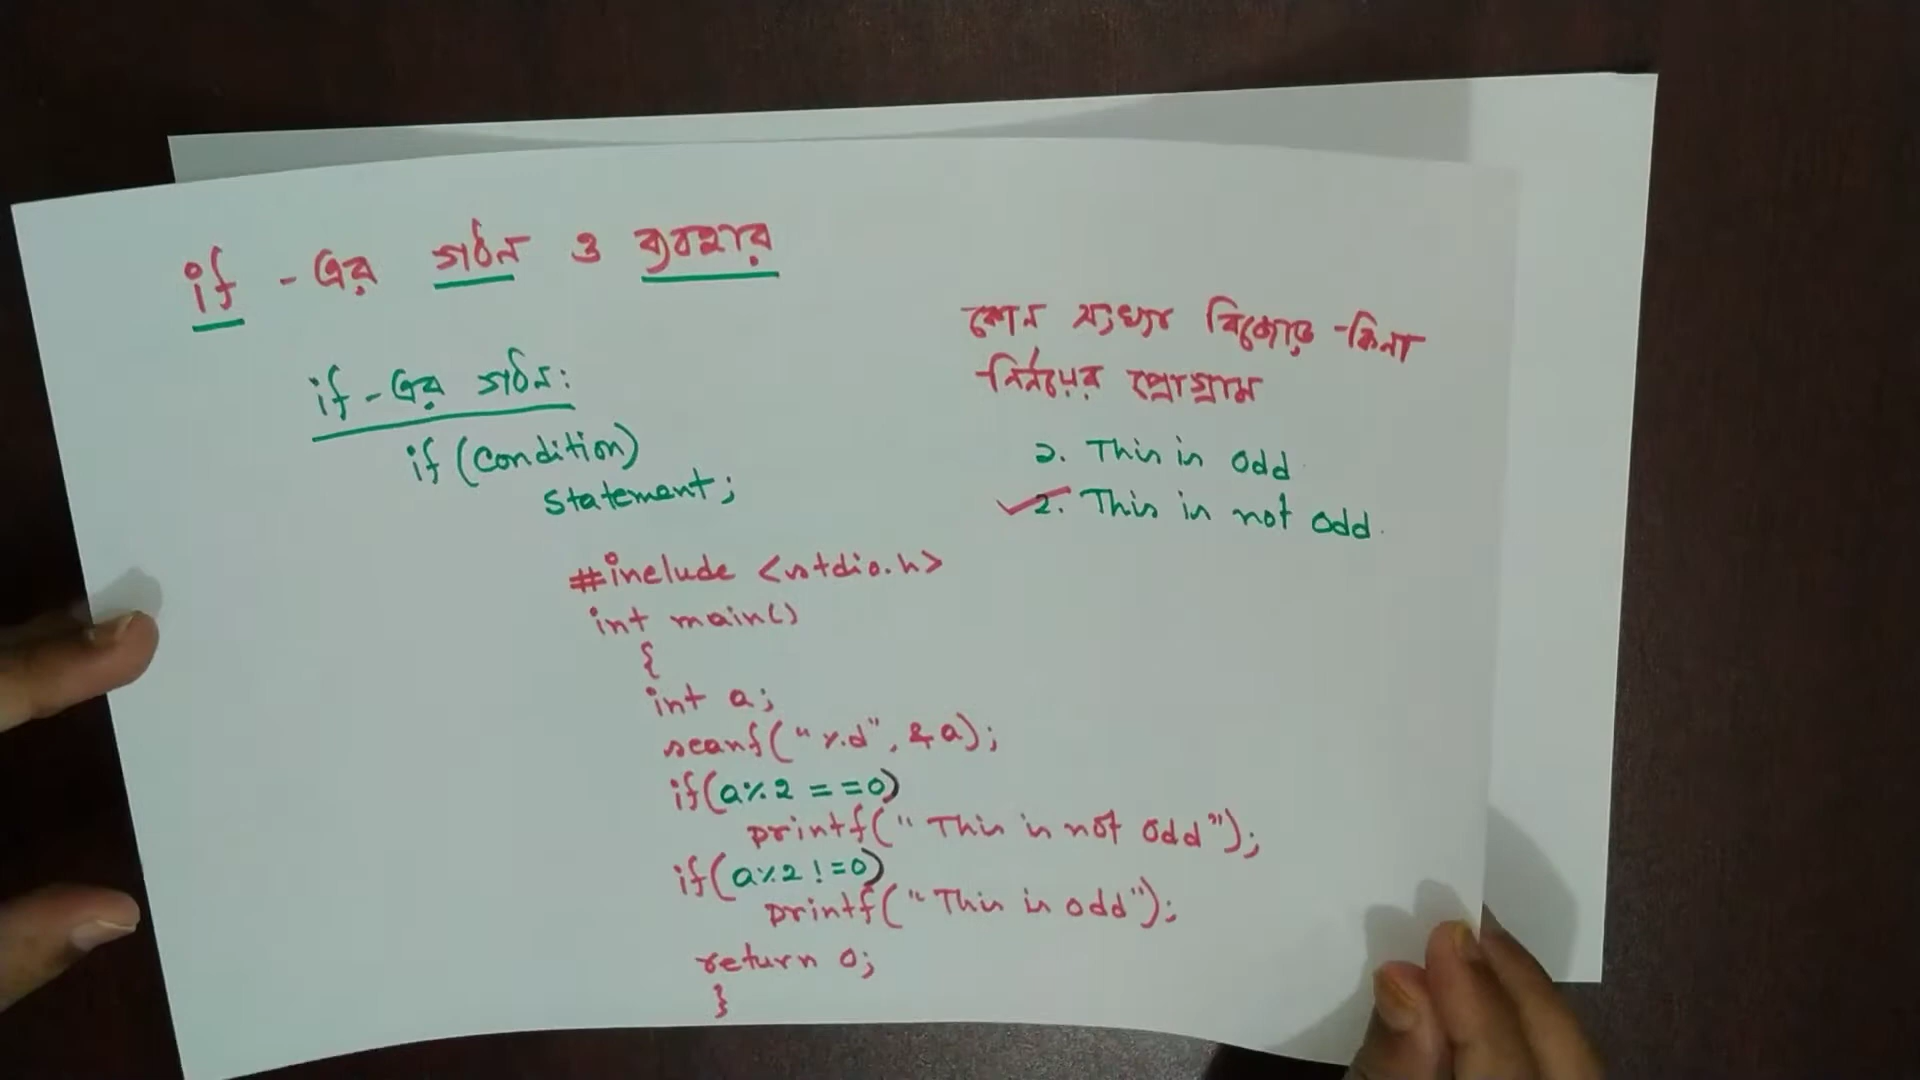 if - এর গঠন ও ব্যবহার
if - এর গঠন:
if (condition)
statement;
কোন সংখ্যা বিজোড় কিনা
নির্নয়ের প্রোগ্রাম
১. This is odd
২. This is not odd.
#include <stdio.h>
int main()
{
int a;
scanf("%d", &a);
if(a%2 ==0)
printf("This is not odd");
if(a%2!=0)
printf("This is odd");
return 0;
}